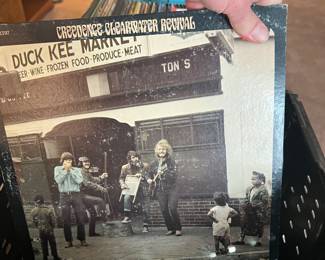 CREEDENCE CLEARWATER REVIVAL
DUCK KEE MARKET
BEER·WINE·FROZEN FOOD·PRODUCE·MEAT
TON'S